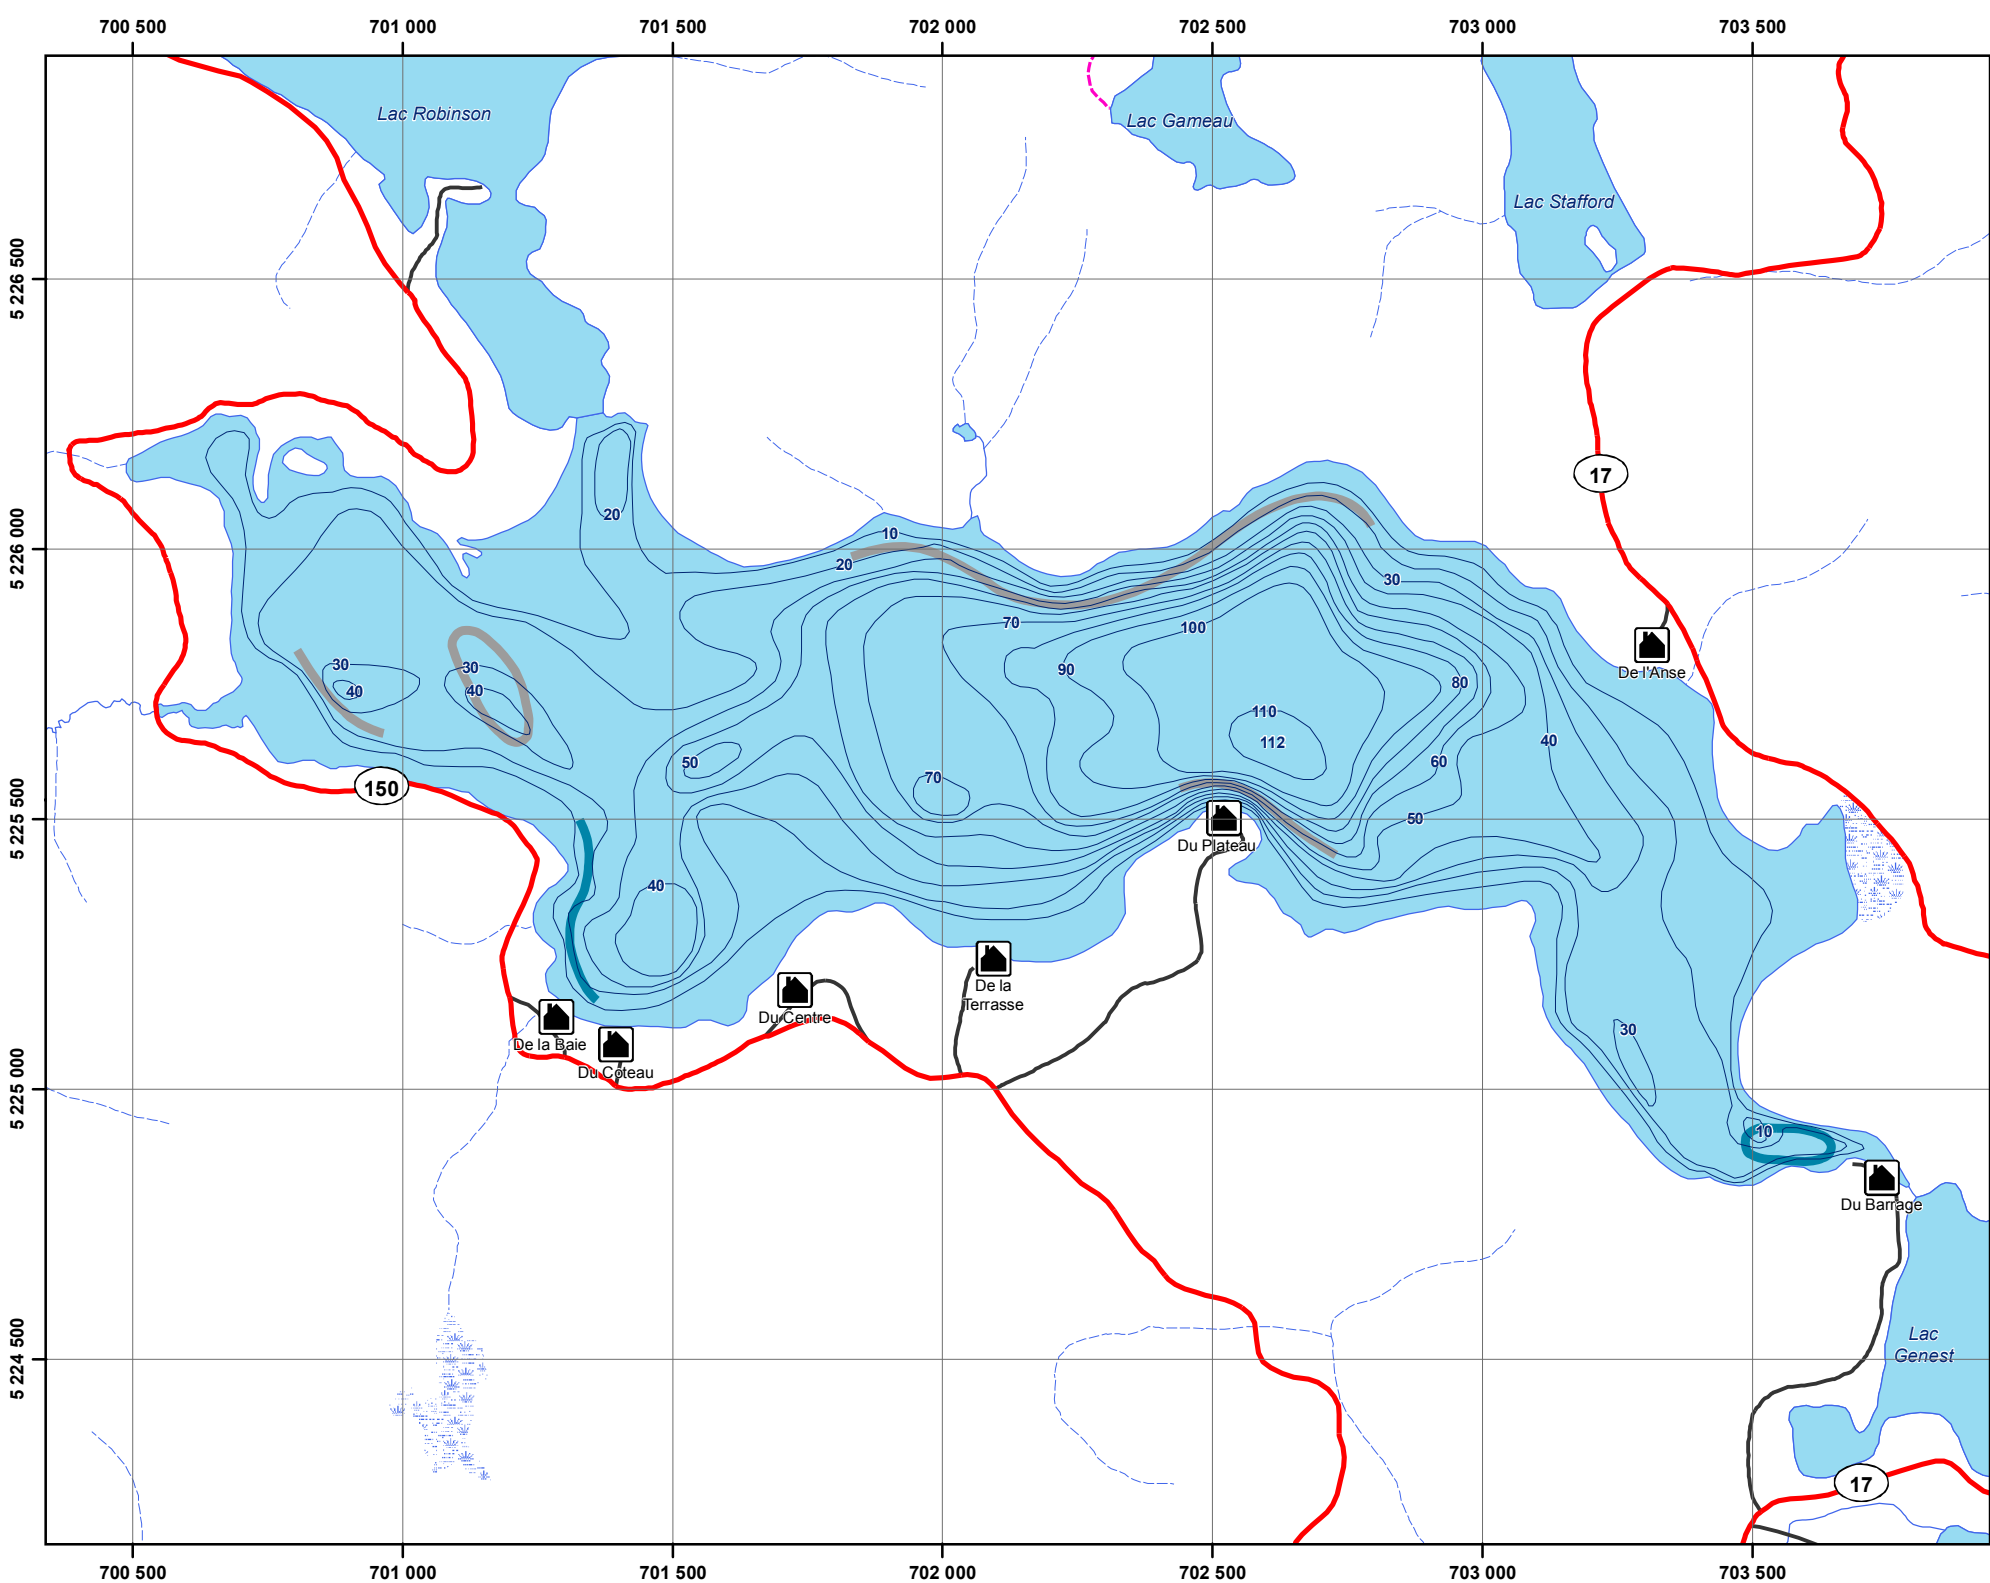 700 500
701 000
701 500
702 000
702 500
703 000
703 500
Lac Robinson
Lac Gameau
Lac Stafford
5 226 500
17
20
10
5 226 000
20
30
70
100
30
90
30
De l'Anse
40
40
80
110
40
112
50
60
70
150
5 225 500
50
Du Plateau
40
De la
Terrasse
Du Centre
30
De la Baie
Du Coteau
5 225 000
10
Du Barrage
5 224 500
Lac
Genest
17
700 500
701 000
701 500
702 000
702 500
703 000
703 500